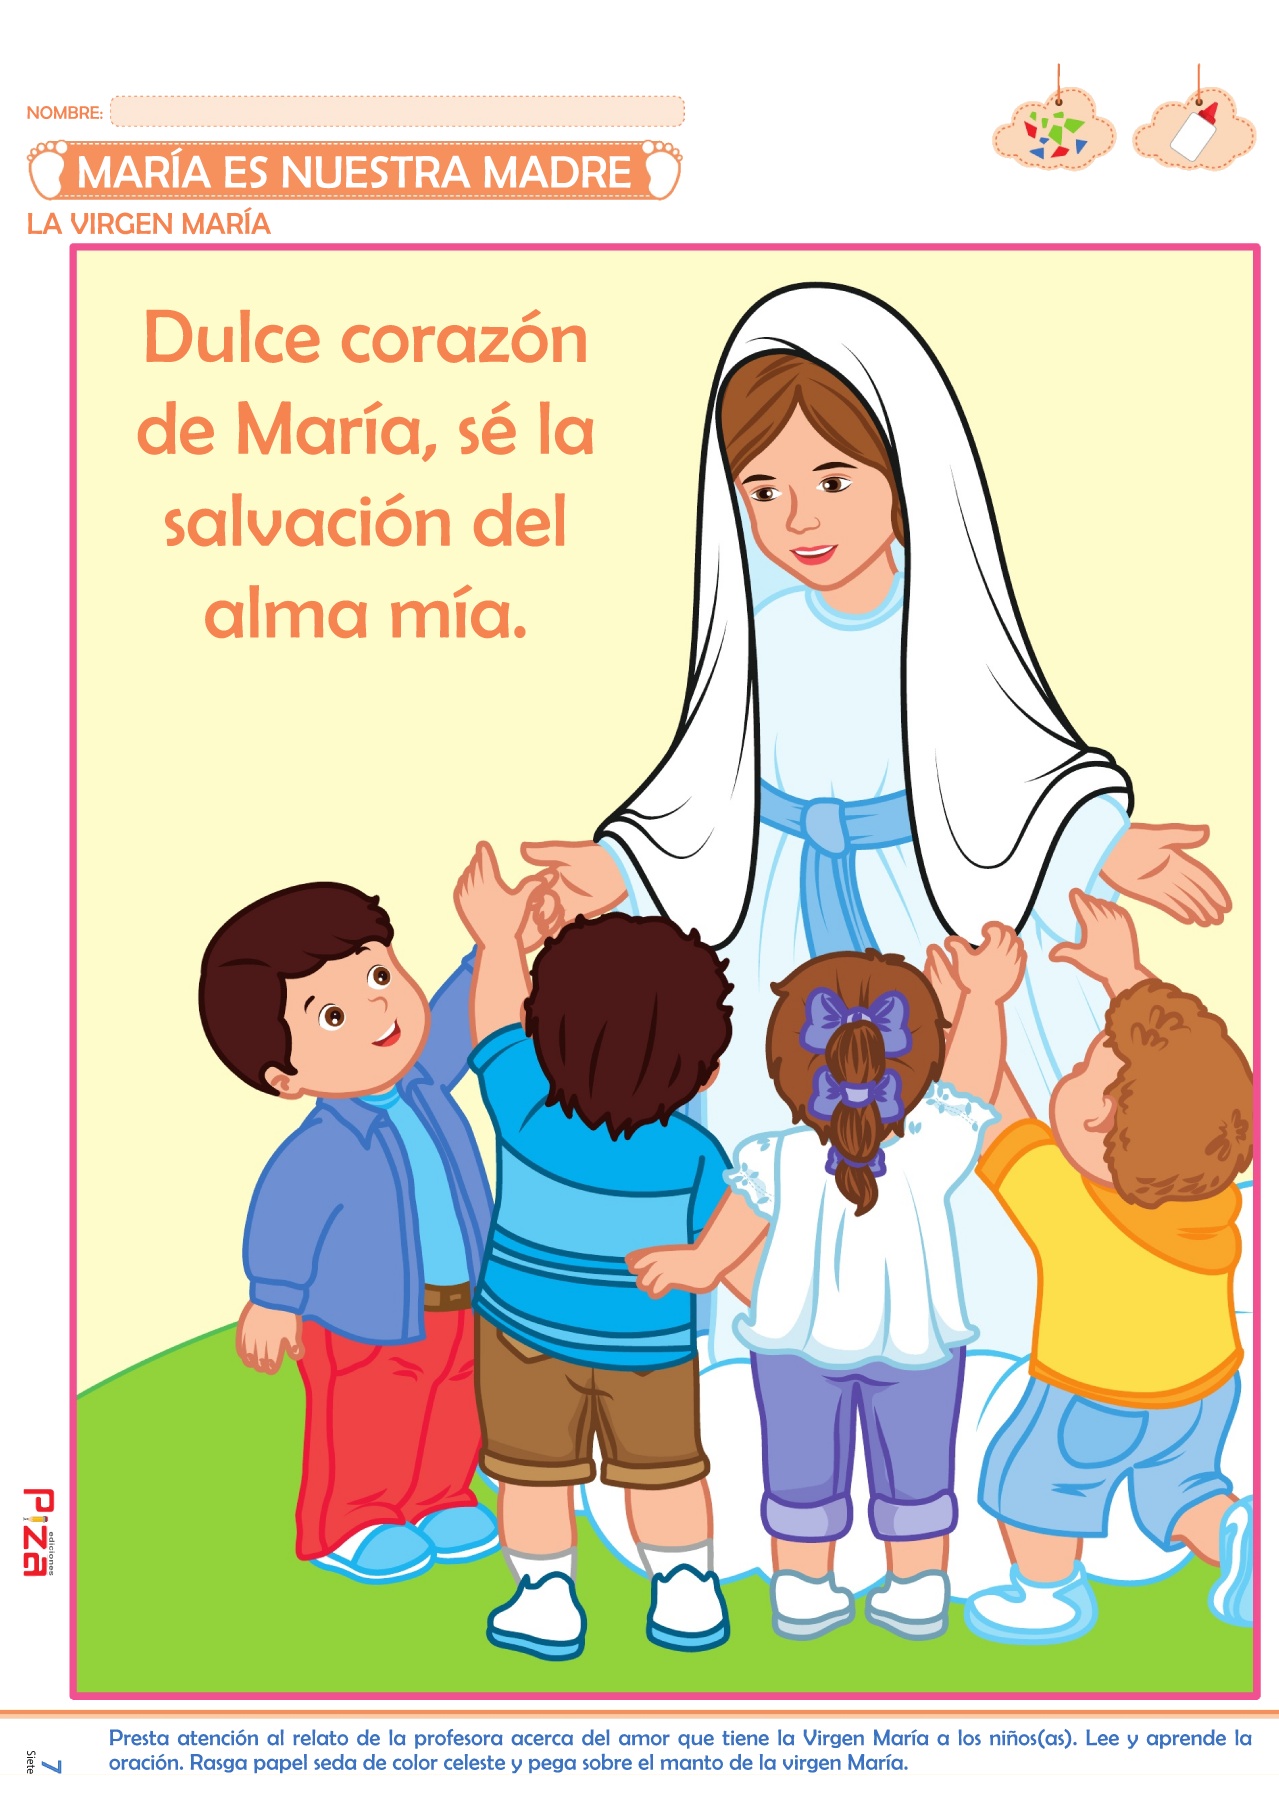 NOMBRE:
MARÍA ES NUESTRA MADRE
LA VIRGEN MARÍA
Dulce corazón
de María, sé la
salvación del
alma mía.
Piza
ediciones
Presta atención al relato de la profesora acerca del amor que tiene la Virgen María a los niños(as). Lee y aprende la
oración. Rasga papel seda de color celeste y pega sobre el manto de la virgen María.
7
Siete